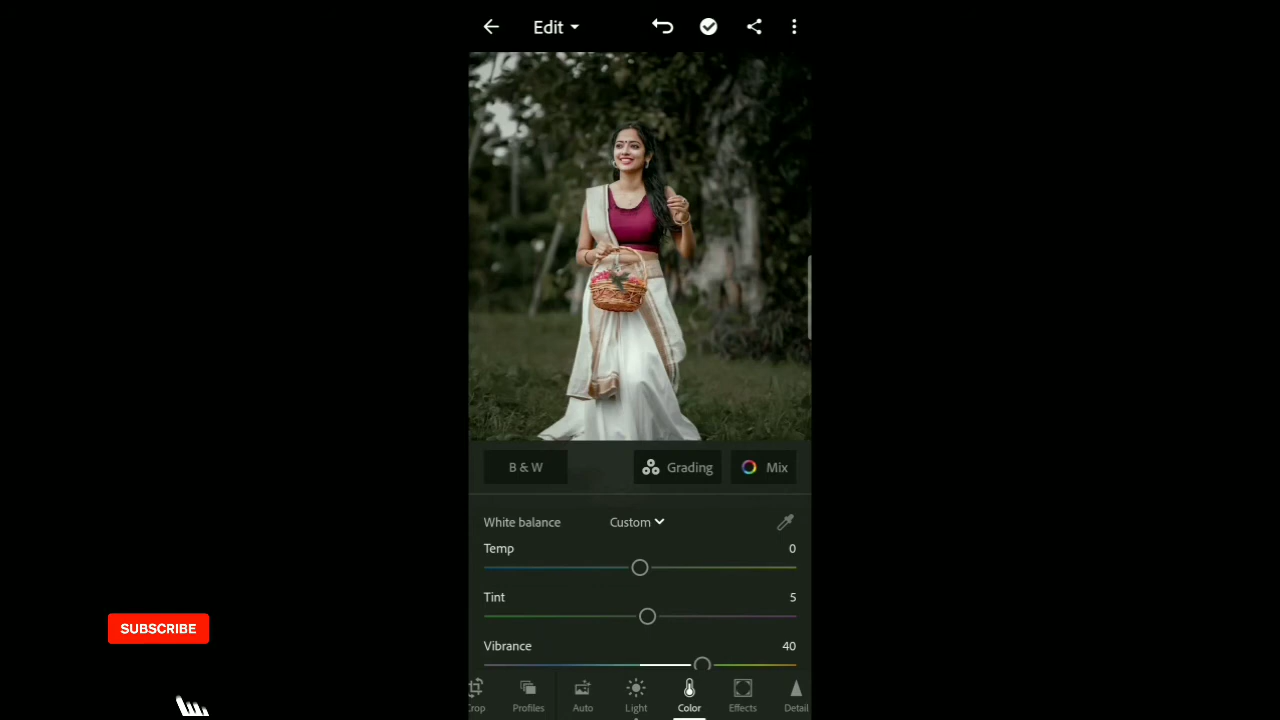 Edit
B & W
Grading
Mix
White balance
Custom
Temp
0
Tint
5
Vibrance
40
SUBSCRIBE
Crop
Profiles
Auto
Light
Color
Effects
Detail